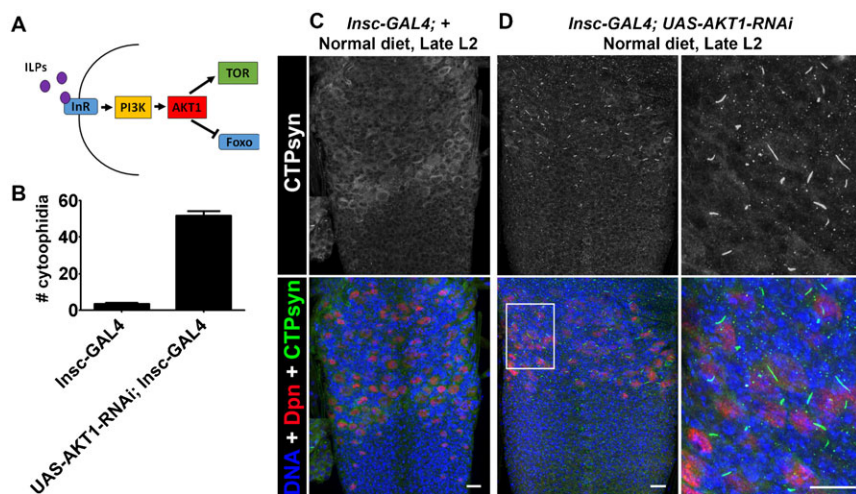 A
ILPs
InR
PI3K
AKT1
TOR
Foxo
B
# cytoophidia
60
40
20
0
Insc-GAL4
UAS-AKT1-RNAi; Insc-GAL4
C
Insc-GAL4; +
Normal diet, Late L2
D
Insc-GAL4; UAS-AKT1-RNAi
Normal diet, Late L2
CTPsyn
DNA + Dpn + CTPsyn